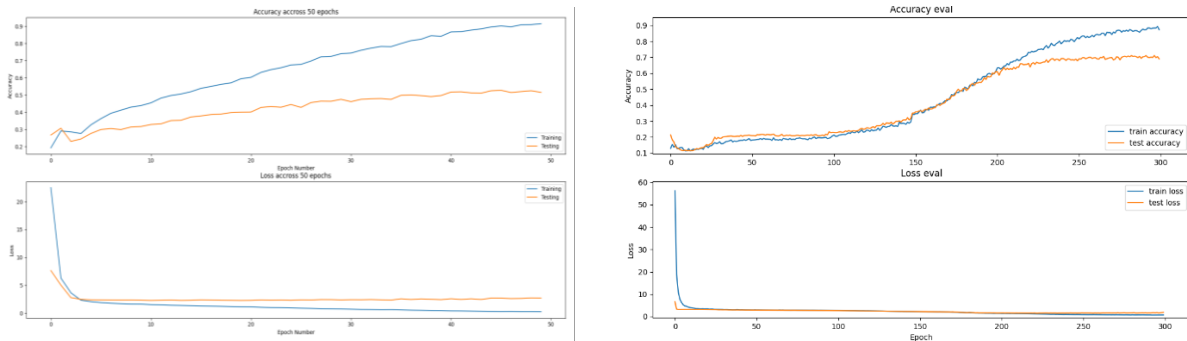 Accuracy accross 50 epochs
Accuracy
0.9
0.8
0.7
0.6
0.5
0.4
0.3
0.2
Training
Testing
0
10
20
30
40
50
Epoch Number
Loss accross 50 epochs
Loss
20
15
10
5
0
Training
Testing
0
10
20
30
40
50
Epoch Number
Accuracy eval
Accuracy
0.9
0.8
0.7
0.6
0.5
0.4
0.3
0.2
0.1
train accuracy
test accuracy
0
50
100
150
200
250
300
Loss eval
Loss
60
50
40
30
20
10
0
train loss
test loss
0
50
100
150
200
250
300
Epoch